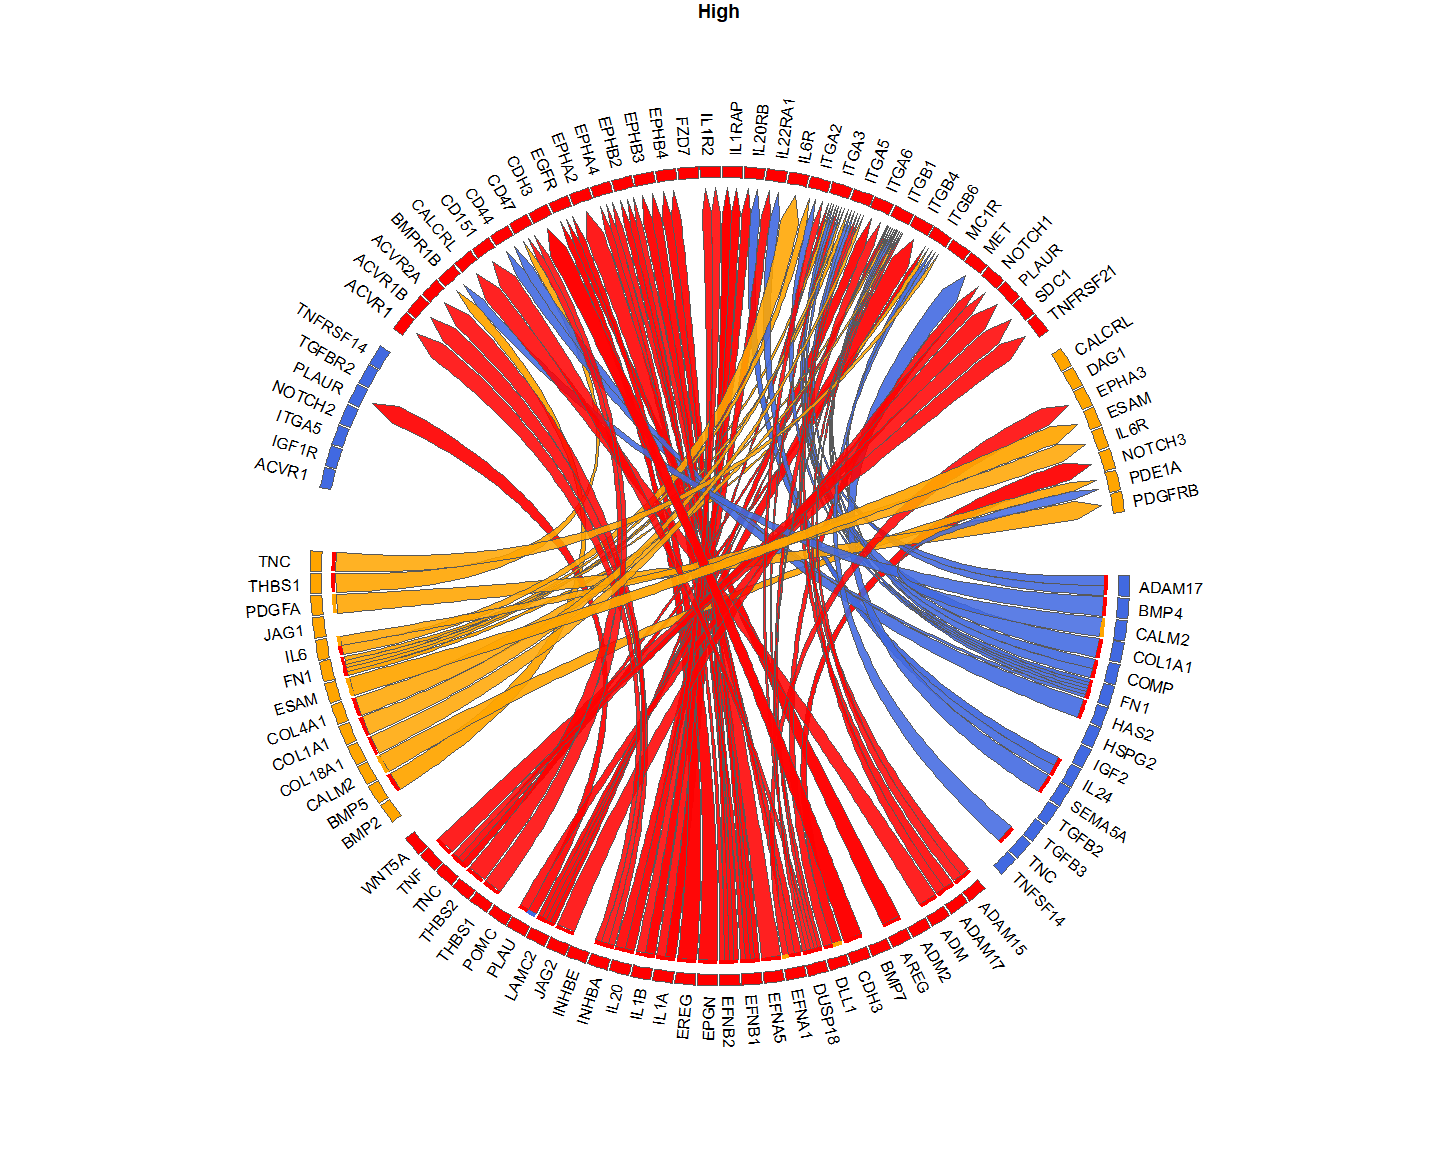 High
ACVR1
ACVR1B
ACVR2A
BMPR1B
CALCRL
CD151
CD44
CD47
CDH3
EGFR
EPHA2
EPHA4
EPHB2
EPHB3
EPHB4
FZD7
IL1R2
IL1RAP
IL20RB
IL22RA1
IL6R
ITGA2
ITGA3
ITGA5
ITGA6
ITGB1
ITGB4
ITGB6
MC1R
MET
NOTCH1
PLAUR
SDC1
TNFRSF21
CALCRL
DAG1
EPHA3
ESAM
IL6R
NOTCH3
PDE1A
PDGFRB
ADAM17
BMP4
CALM2
COL1A1
COMP
FN1
HAS2
HSPG2
IGF2
IL24
SEMA5A
TGFB2
TGFB3
TNC
TNFSF14
ADAM15
ADAM17
ADM
ADM2
AREG
BMP7
CDH3
DLL1
DUSP18
EFNA1
EFNA5
EFNB1
EFNB2
EPGN
EREG
IL1A
IL1B
IL20
INHBA
INHBE
JAG2
LAMC2
PLAU
POMC
THBS1
THBS2
TNC
TNF
WNT5A
BMP2
BMP5
CALM2
COL18A1
COL1A1
COL4A1
ESAM
FN1
IL6
JAG1
PDGFA
THBS1
TNC
ACVR1
IGF1R
ITGA5
NOTCH2
PLAUR
TGFBR2
TNFRSF14